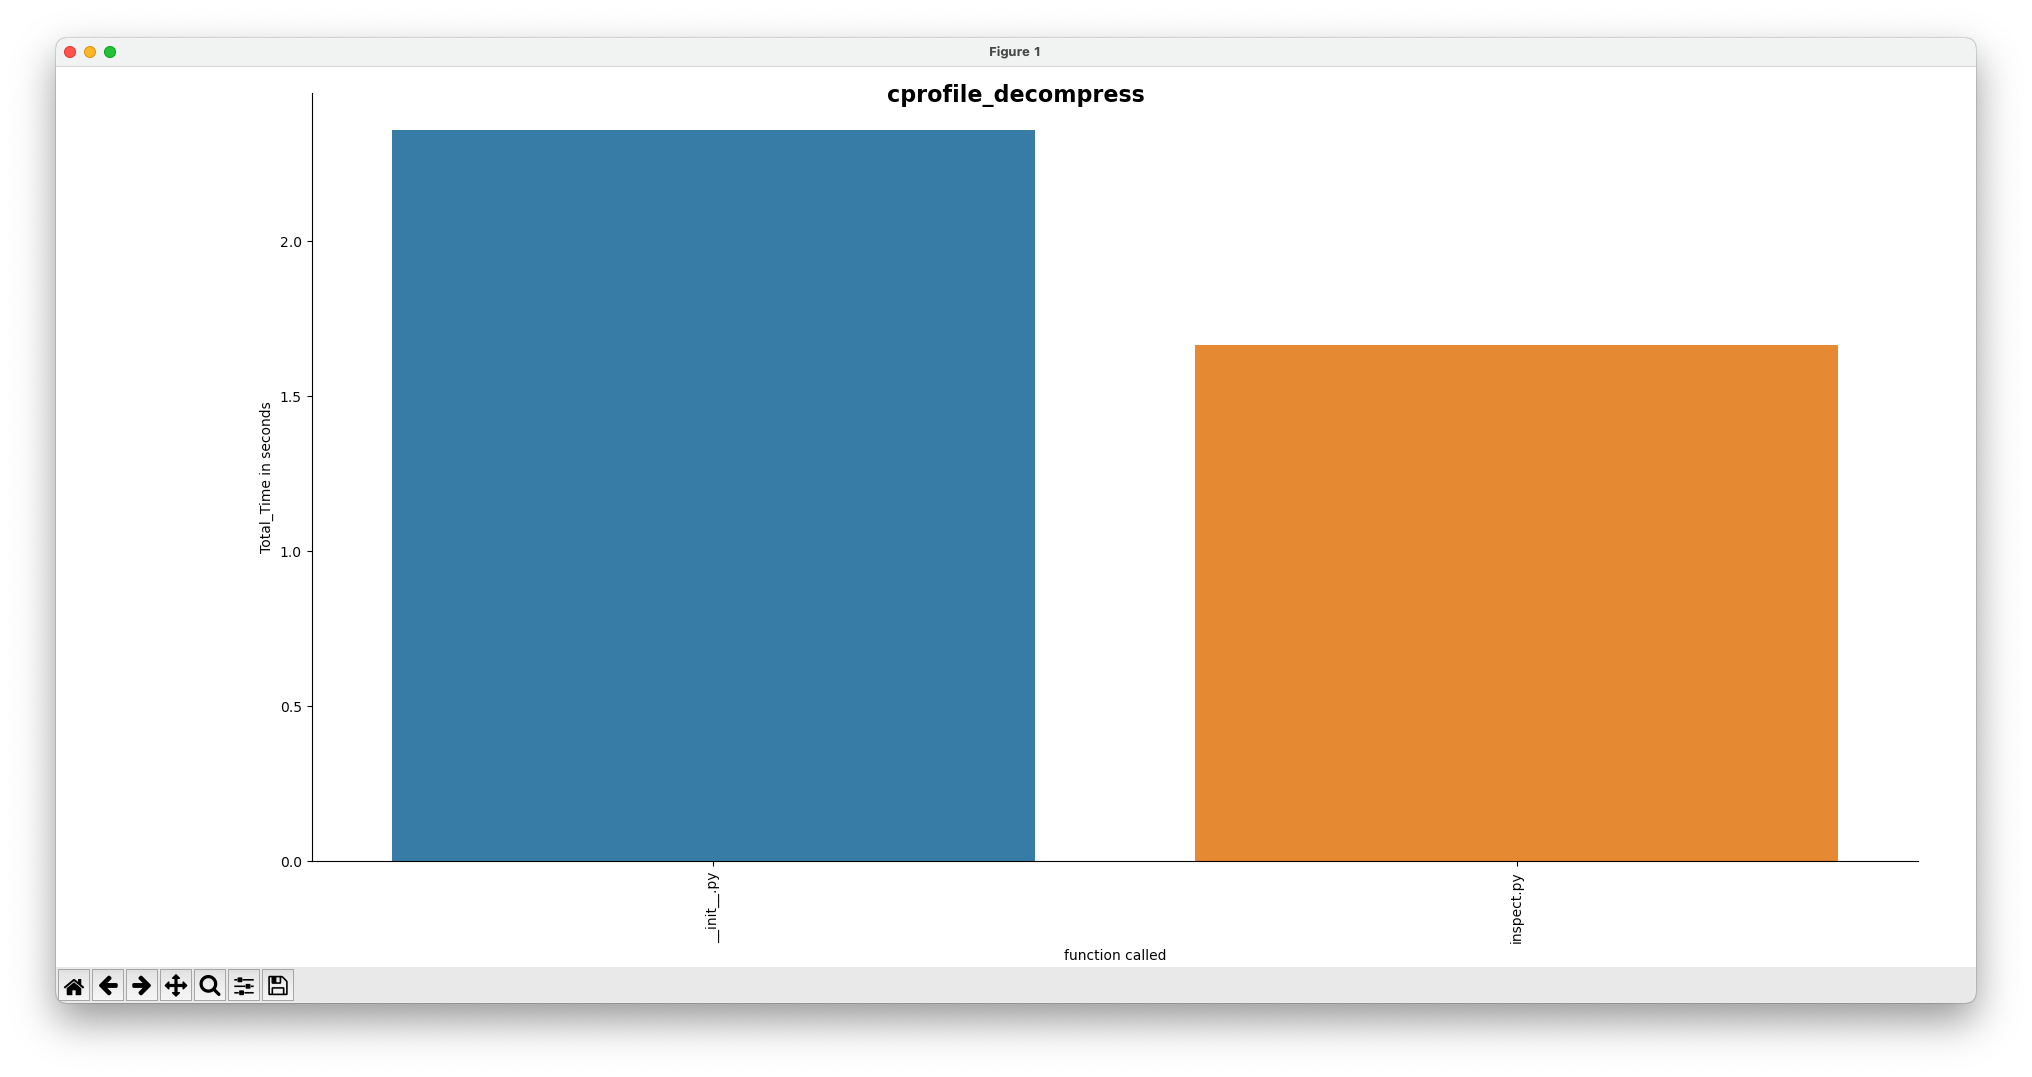 Figure 1
cprofile_decompress
Total_Time in seconds
2.0
1.5
1.0
0.5
0.0
__init__.py
inspect.py
function called